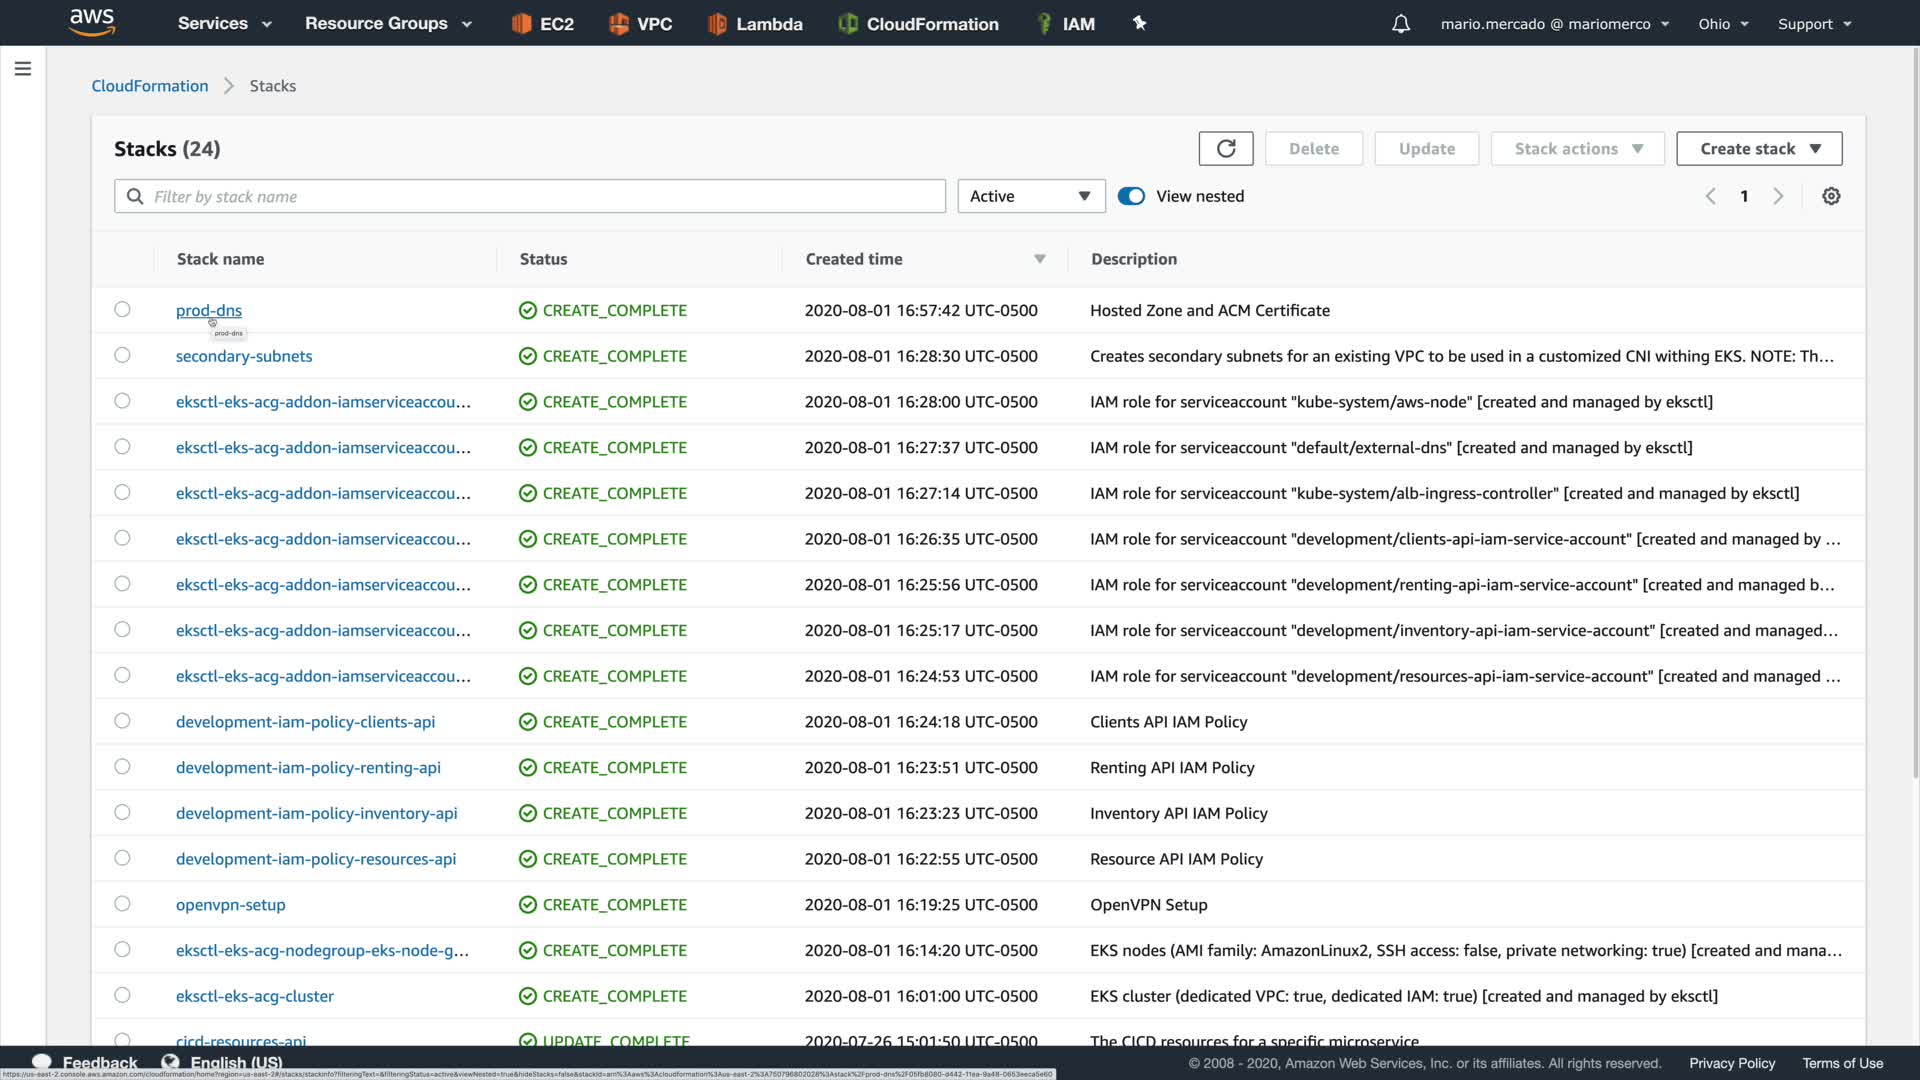 aws Services Resource Groups EC2 VPC Lambda CloudFormation IAM mario.mercado @ mariomerco Ohio Support
CloudFormation Stacks
Stacks (24) Delete Update Stack actions Create stack
Filter by stack name Active View nested 1
Stack name Status Created time Description
prod-dns CREATE_COMPLETE 2020-08-01 16:57:42 UTC-0500 Hosted Zone and ACM Certificate
prod-dns
secondary-subnets CREATE_COMPLETE 2020-08-01 16:28:30 UTC-0500 Creates secondary subnets for an existing VPC to be used in a customized CNI withing EKS. NOTE: Th...
eksctl-eks-acg-addon-iamserviceaccou... CREATE_COMPLETE 2020-08-01 16:28:00 UTC-0500 IAM role for serviceaccount "kube-system/aws-node" [created and managed by eksctl]
eksctl-eks-acg-addon-iamserviceaccou... CREATE_COMPLETE 2020-08-01 16:27:37 UTC-0500 IAM role for serviceaccount "default/external-dns" [created and managed by eksctl]
eksctl-eks-acg-addon-iamserviceaccou... CREATE_COMPLETE 2020-08-01 16:27:14 UTC-0500 IAM role for serviceaccount "kube-system/alb-ingress-controller" [created and managed by eksctl]
eksctl-eks-acg-addon-iamserviceaccou... CREATE_COMPLETE 2020-08-01 16:26:35 UTC-0500 IAM role for serviceaccount "development/clients-api-iam-service-account" [created and managed by ...
eksctl-eks-acg-addon-iamserviceaccou... CREATE_COMPLETE 2020-08-01 16:25:56 UTC-0500 IAM role for serviceaccount "development/renting-api-iam-service-account" [created and managed b...
eksctl-eks-acg-addon-iamserviceaccou... CREATE_COMPLETE 2020-08-01 16:25:17 UTC-0500 IAM role for serviceaccount "development/inventory-api-iam-service-account" [created and managed...
eksctl-eks-acg-addon-iamserviceaccou... CREATE_COMPLETE 2020-08-01 16:24:53 UTC-0500 IAM role for serviceaccount "development/resources-api-iam-service-account" [created and managed ...
development-iam-policy-clients-api CREATE_COMPLETE 2020-08-01 16:24:18 UTC-0500 Clients API IAM Policy
development-iam-policy-renting-api CREATE_COMPLETE 2020-08-01 16:23:51 UTC-0500 Renting API IAM Policy
development-iam-policy-inventory-api CREATE_COMPLETE 2020-08-01 16:23:23 UTC-0500 Inventory API IAM Policy
development-iam-policy-resources-api CREATE_COMPLETE 2020-08-01 16:22:55 UTC-0500 Resource API IAM Policy
openvpn-setup CREATE_COMPLETE 2020-08-01 16:19:25 UTC-0500 OpenVPN Setup
eksctl-eks-acg-nodegroup-eks-node-g... CREATE_COMPLETE 2020-08-01 16:14:20 UTC-0500 EKS nodes (AMI family: AmazonLinux2, SSH access: false, private networking: true) [created and mana...
eksctl-eks-acg-cluster CREATE_COMPLETE 2020-08-01 16:01:00 UTC-0500 EKS cluster (dedicated VPC: true, dedicated IAM: true) [created and managed by eksctl]
cicd-resources-api UPDATE_COMPLETE 2020-07-26 15:01:50 UTC-0500 The CICD resources for a specific microservice
Feedback English (US) © 2008 - 2020, Amazon Web Services, Inc. or its affiliates. All rights reserved. Privacy Policy Terms of Use